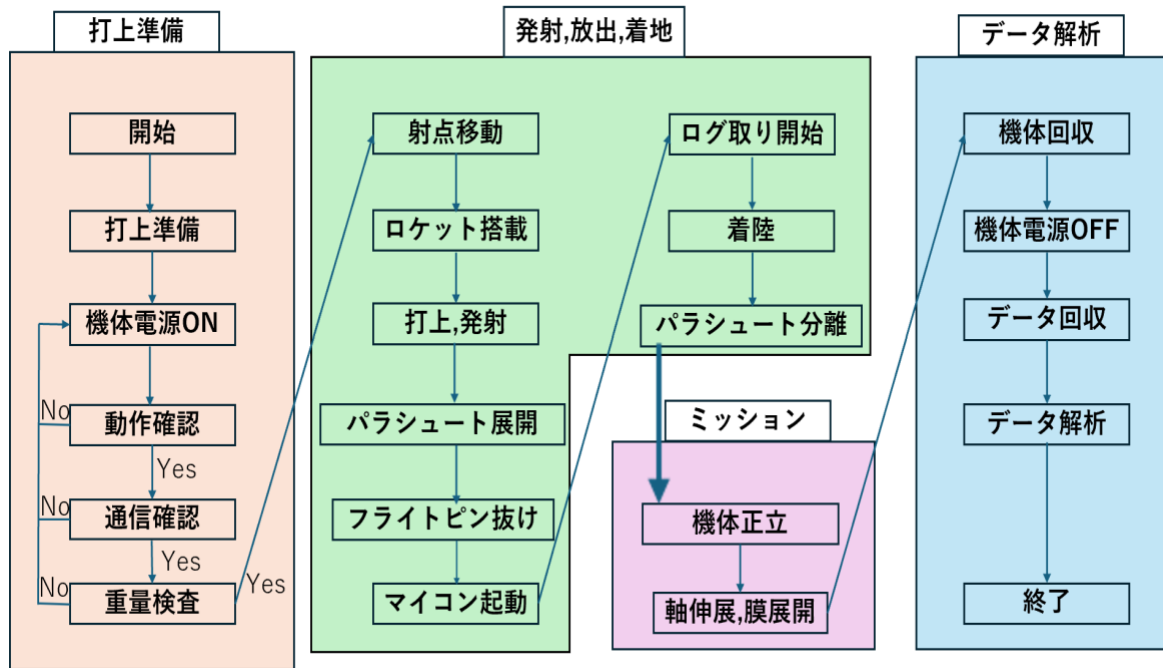 打上準備
開始
打上準備
機体電源ON
No
動作確認
Yes
No
通信確認
Yes
No
重量検査
Yes
発射,放出,着地
射点移動
ロケット搭載
打上,発射
パラシュート展開
フライトピン抜け
マイコン起動
ログ取り開始
着陸
パラシュート分離
ミッション
機体正立
軸伸展,膜展開
データ解析
機体回収
機体電源OFF
データ回収
データ解析
終了